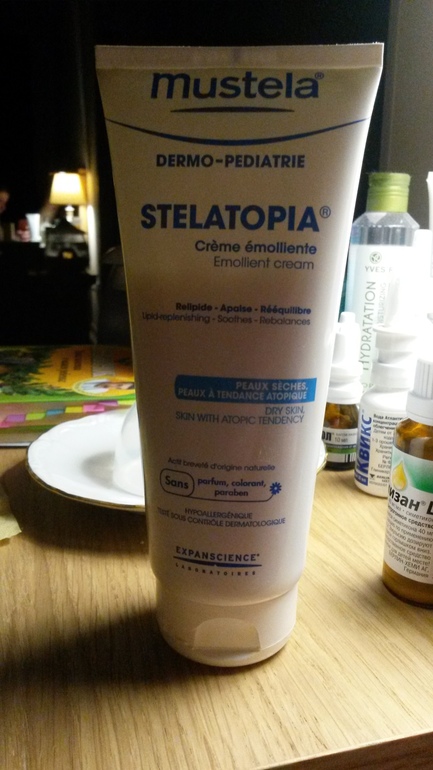 mustela®
DERMO-PEDIATRIE
STELATOPIA®
Crème émolliente
Emollient cream
Relipide - Apaise - Rééquilibre
Lipid-replenishing - Soothes - Rebalances
PEAUX SÈCHES,
PEAUX À TENDANCE ATOPIQUE
DRY SKIN,
SKIN WITH ATOPIC TENDENCY
Actif breveté d'origine naturelle
Sans parfum, colorant,
paraben
HYPOALLERGÉNIQUE
TESTÉ SOUS CONTRÔLE DERMATOLOGIQUE
EXPANSCIENCE®
LABORATOIRES
YVES
HYDRATATION
КВИКС
Германия